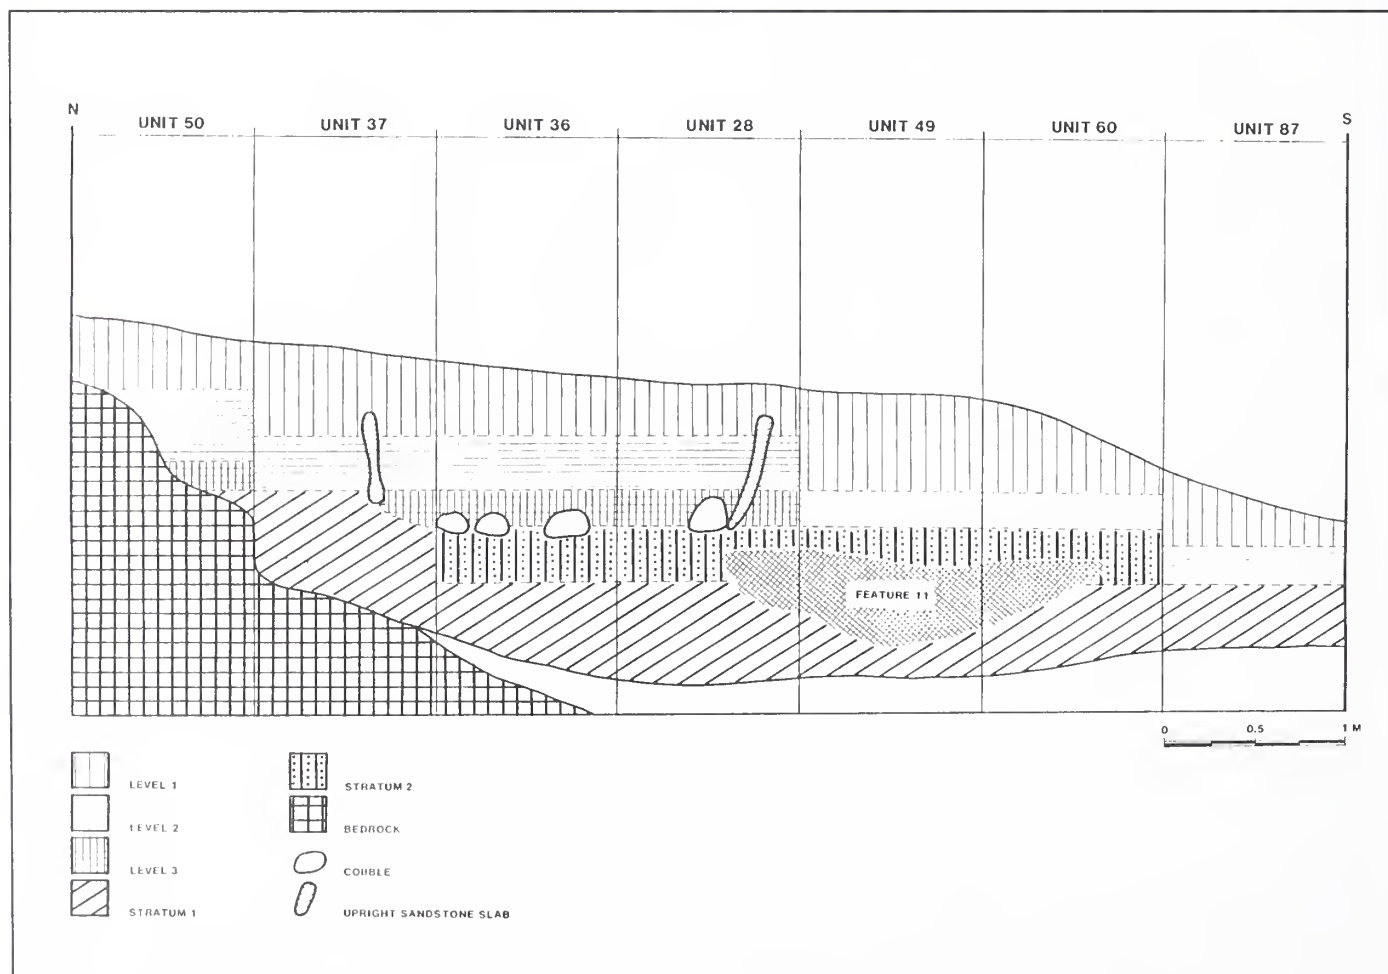 N
S
UNIT 50 UNIT 37 UNIT 36 UNIT 28 UNIT 49 UNIT 60 UNIT 87
FEATURE 11
0 0.5 1 M
LEVEL 1
LEVEL 2
LEVEL 3
STRATUM 1
STRATUM 2
BEDROCK
COBBLE
UPRIGHT SANDSTONE SLAB